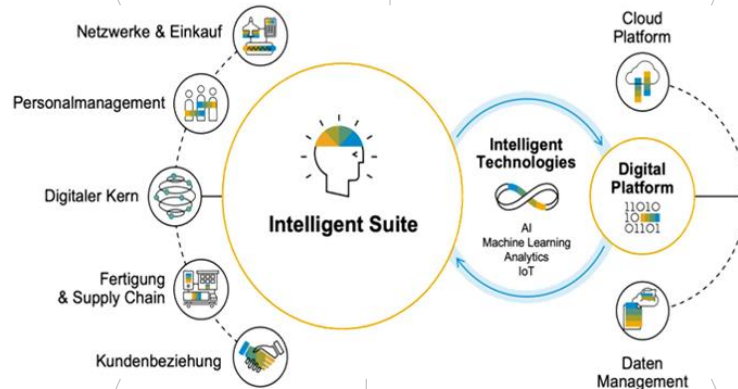 Netzwerke & Einkauf
Personalmanagement
Digitaler Kern
Fertigung
& Supply Chain
Kundenbeziehung
Intelligent Suite
Intelligent
Technologies
AI
Machine Learning
Analytics
IoT
Cloud
Platform
Digital
Platform
11010
10
01101
Daten
Management